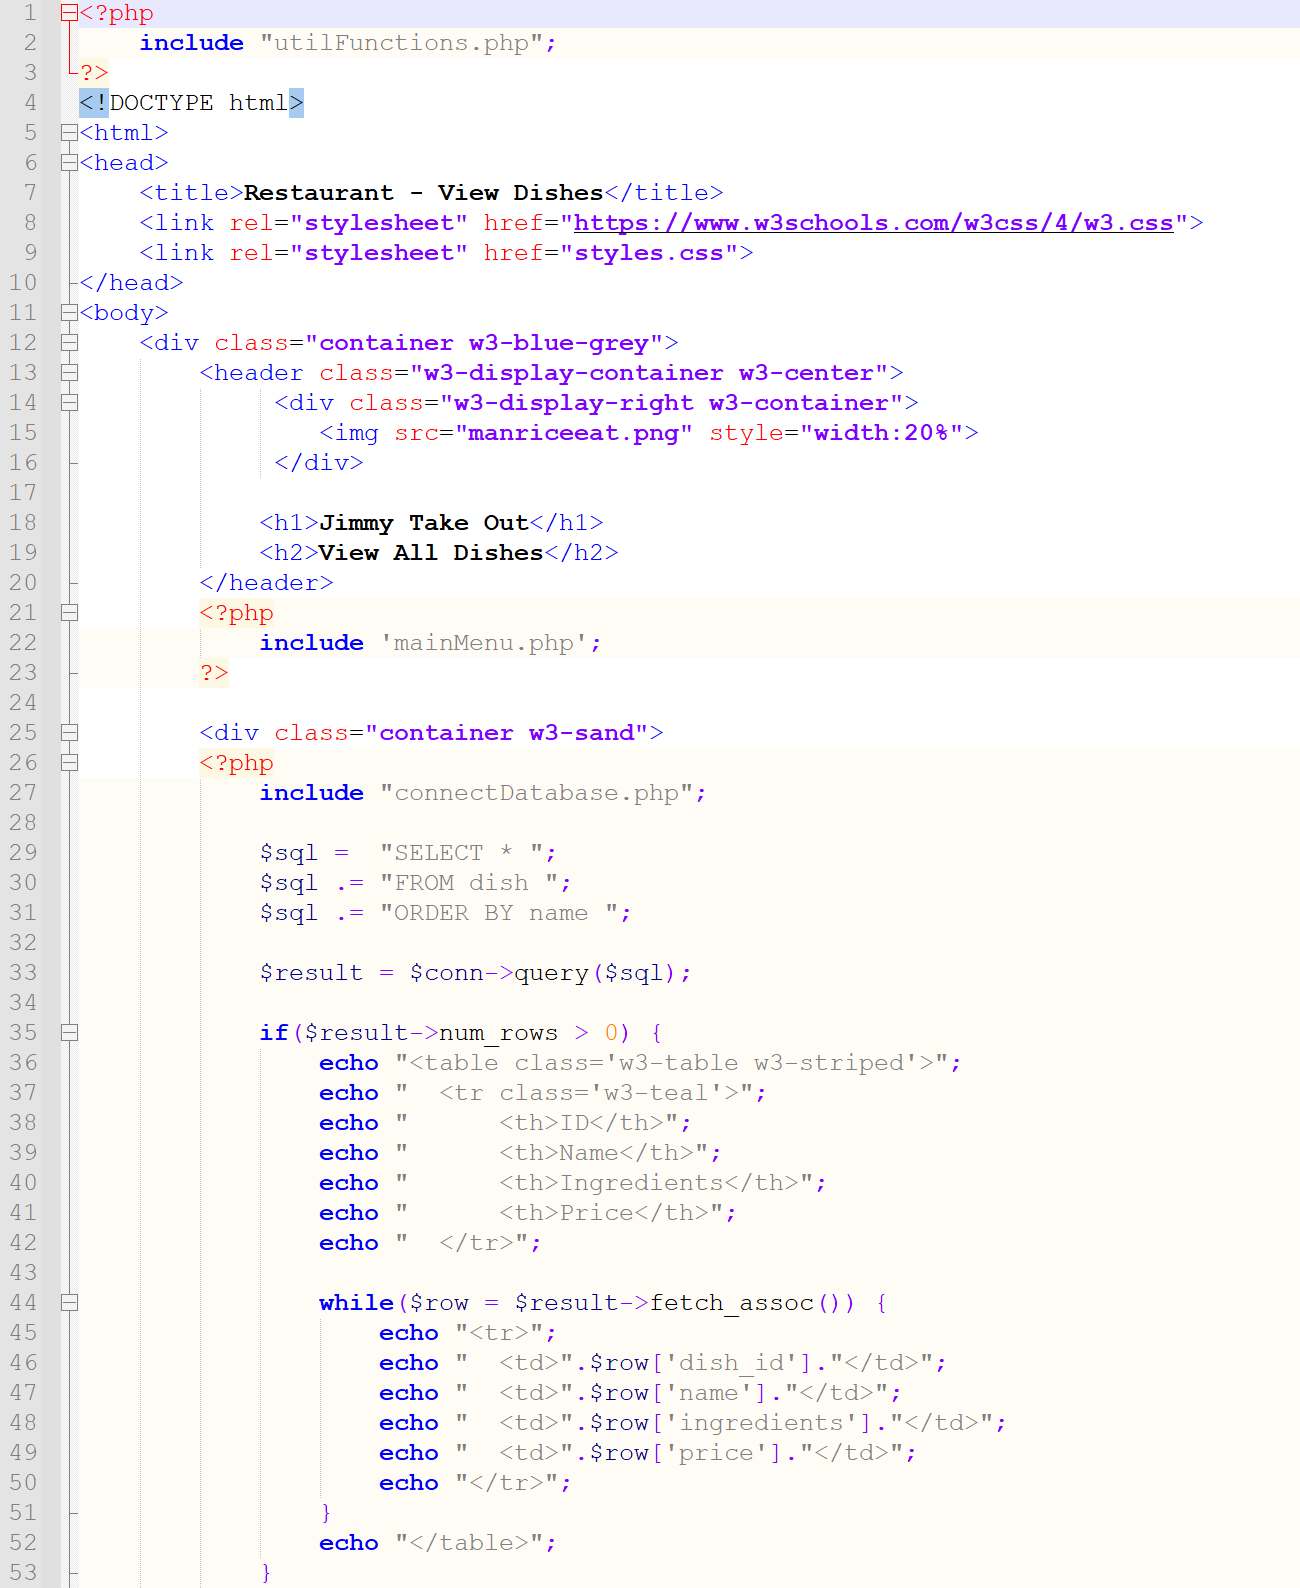 1 <?php
2     include "utilFunctions.php";
3 ?>
4 <!DOCTYPE html>
5 <html>
6 <head>
7     <title>Restaurant - View Dishes</title>
8     <link rel="stylesheet" href="https://www.w3schools.com/w3css/4/w3.css">
9     <link rel="stylesheet" href="styles.css">
10 </head>
11 <body>
12     <div class="container w3-blue-grey">
13         <header class="w3-display-container w3-center">
14              <div class="w3-display-right w3-container">
15                 <img src="manriceeat.png" style="width:20%">
16              </div>
17
18             <h1>Jimmy Take Out</h1>
19             <h2>View All Dishes</h2>
20         </header>
21         <?php
22             include 'mainMenu.php';
23         ?>
24
25         <div class="container w3-sand">
26         <?php
27             include "connectDatabase.php";
28
29             $sql =  "SELECT * ";
30             $sql .= "FROM dish ";
31             $sql .= "ORDER BY name ";
32
33             $result = $conn->query($sql);
34
35             if($result->num_rows > 0) {
36                 echo "<table class='w3-table w3-striped'>";
37                 echo "  <tr class='w3-teal'>";
38                 echo "      <th>ID</th>";
39                 echo "      <th>Name</th>";
40                 echo "      <th>Ingredients</th>";
41                 echo "      <th>Price</th>";
42                 echo "  </tr>";
43
44                 while($row = $result->fetch_assoc()) {
45                     echo "<tr>";
46                     echo "  <td>".$row['dish_id']."</td>";
47                     echo "  <td>".$row['name']."</td>";
48                     echo "  <td>".$row['ingredients']."</td>";
49                     echo "  <td>".$row['price']."</td>";
50                     echo "</tr>";
51                 }
52                 echo "</table>";
53             }